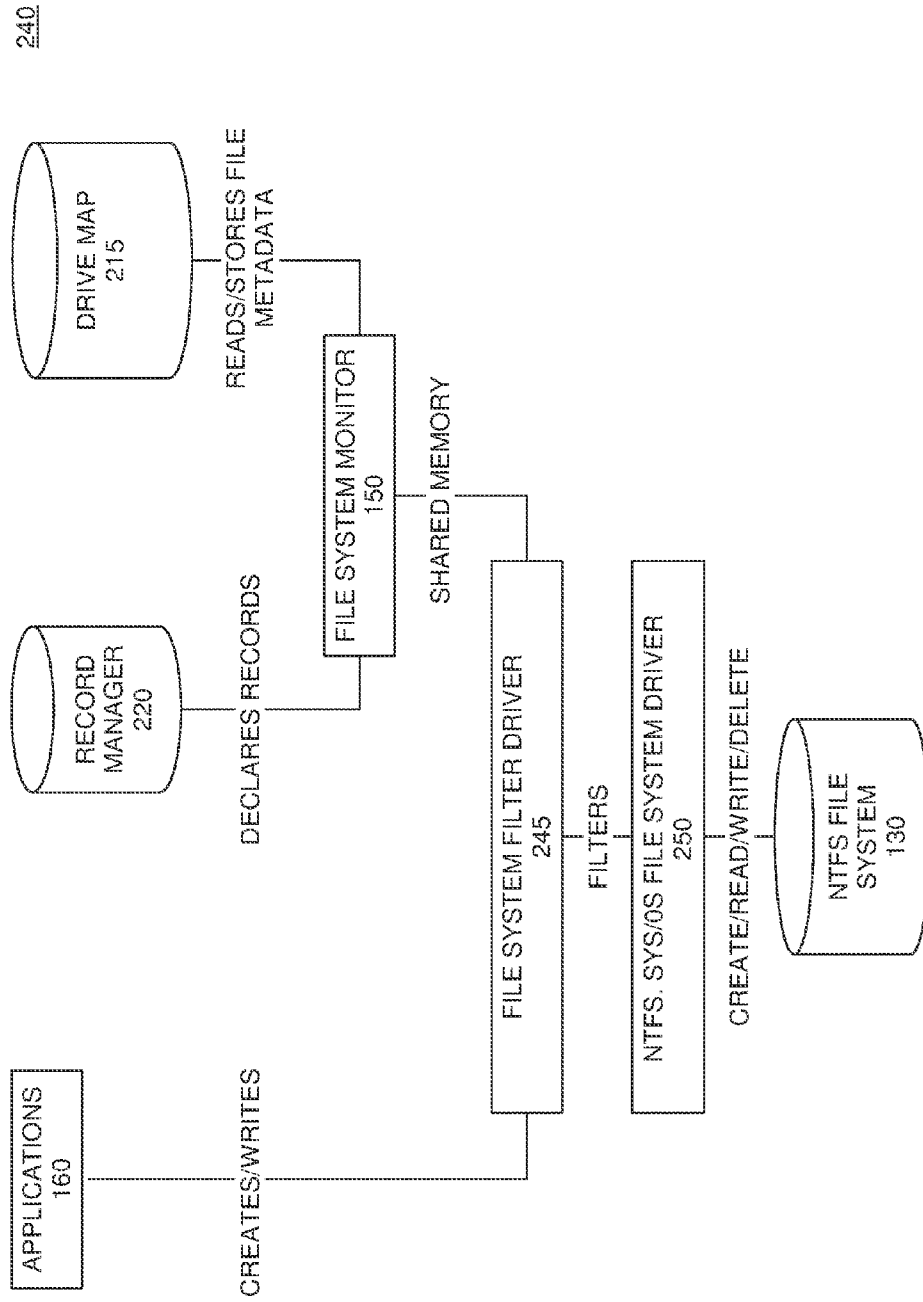 240
APPLICATIONS
160
RECORD
MANAGER
220
DRIVE MAP
215
CREATES/WRITES
DECLARES RECORDS
READS/STORES FILE
METADATA
FILE SYSTEM MONITOR
150
SHARED MEMORY
FILE SYSTEM FILTER DRIVER
245
FILTERS
NTFS. SYS/0S FILE SYSTEM DRIVER
250
CREATE/READ/WRITE/DELETE
NTFS FILE
SYSTEM
130